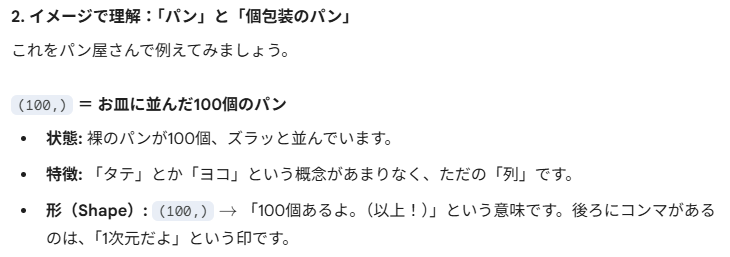 2. イメージで理解：「パン」と「個包装のパン」
これをパン屋さんで例えてみましょう。
(100,) ＝ お皿に並んだ100個のパン
• 状態: 裸のパンが100個、ズラッと並んでいます。
• 特徴: 「タテ」とか「ヨコ」という概念があまりなく、ただの「列」です。
• 形（Shape）: (100,) → 「100個あるよ。（以上！）」という意味です。後ろにコンマがある
のは、「1次元だよ」という印です。